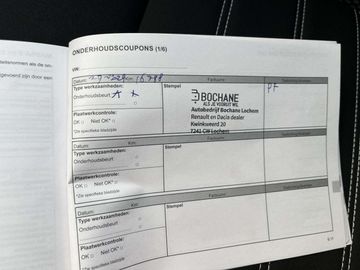 ONDERHOUDSCOUPONS (1/6)
VIN:
Datum: Km: 16788 Factuurnr.
Type werkzaamheden: Stempel
Onderhoudsbeurt
BOCHANE
ALS JE VOORUIT WIL
Autobedrijf Bochane Lochem
Renault en Dacia dealer
Kwinkweerd 20
7241 CW Lochem
PF
Plaatwerkcontrole:
OK □ Niet OK* □
*Zie specifieke bladzijde
Datum: Km: Factuurnr.
Type werkzaamheden: Stempel
Onderhoudsbeurt □
□
Plaatwerkcontrole:
OK □ Niet OK* □
*Zie specifieke bladzijde
Datum: Km: Factuurnr.
Type werkzaamheden: Stempel
Onderhoudsbeurt □
□
Plaatwerkcontrole:
OK □ Niet OK* □
*Zie specifieke bladzijde